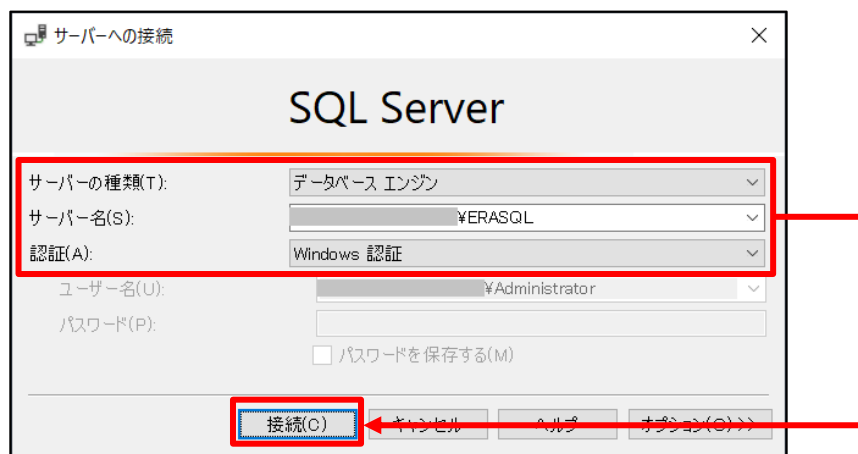 サーバーへの接続
SQL Server
サーバーの種類(T): データベース エンジン
サーバー名(S): ¥ERASQL
認証(A): Windows 認証
ユーザー名(U): ¥Administrator
パスワード(P):
パスワードを保存する(M)
接続(C) キャンセル ヘルプ オプション(O) >>